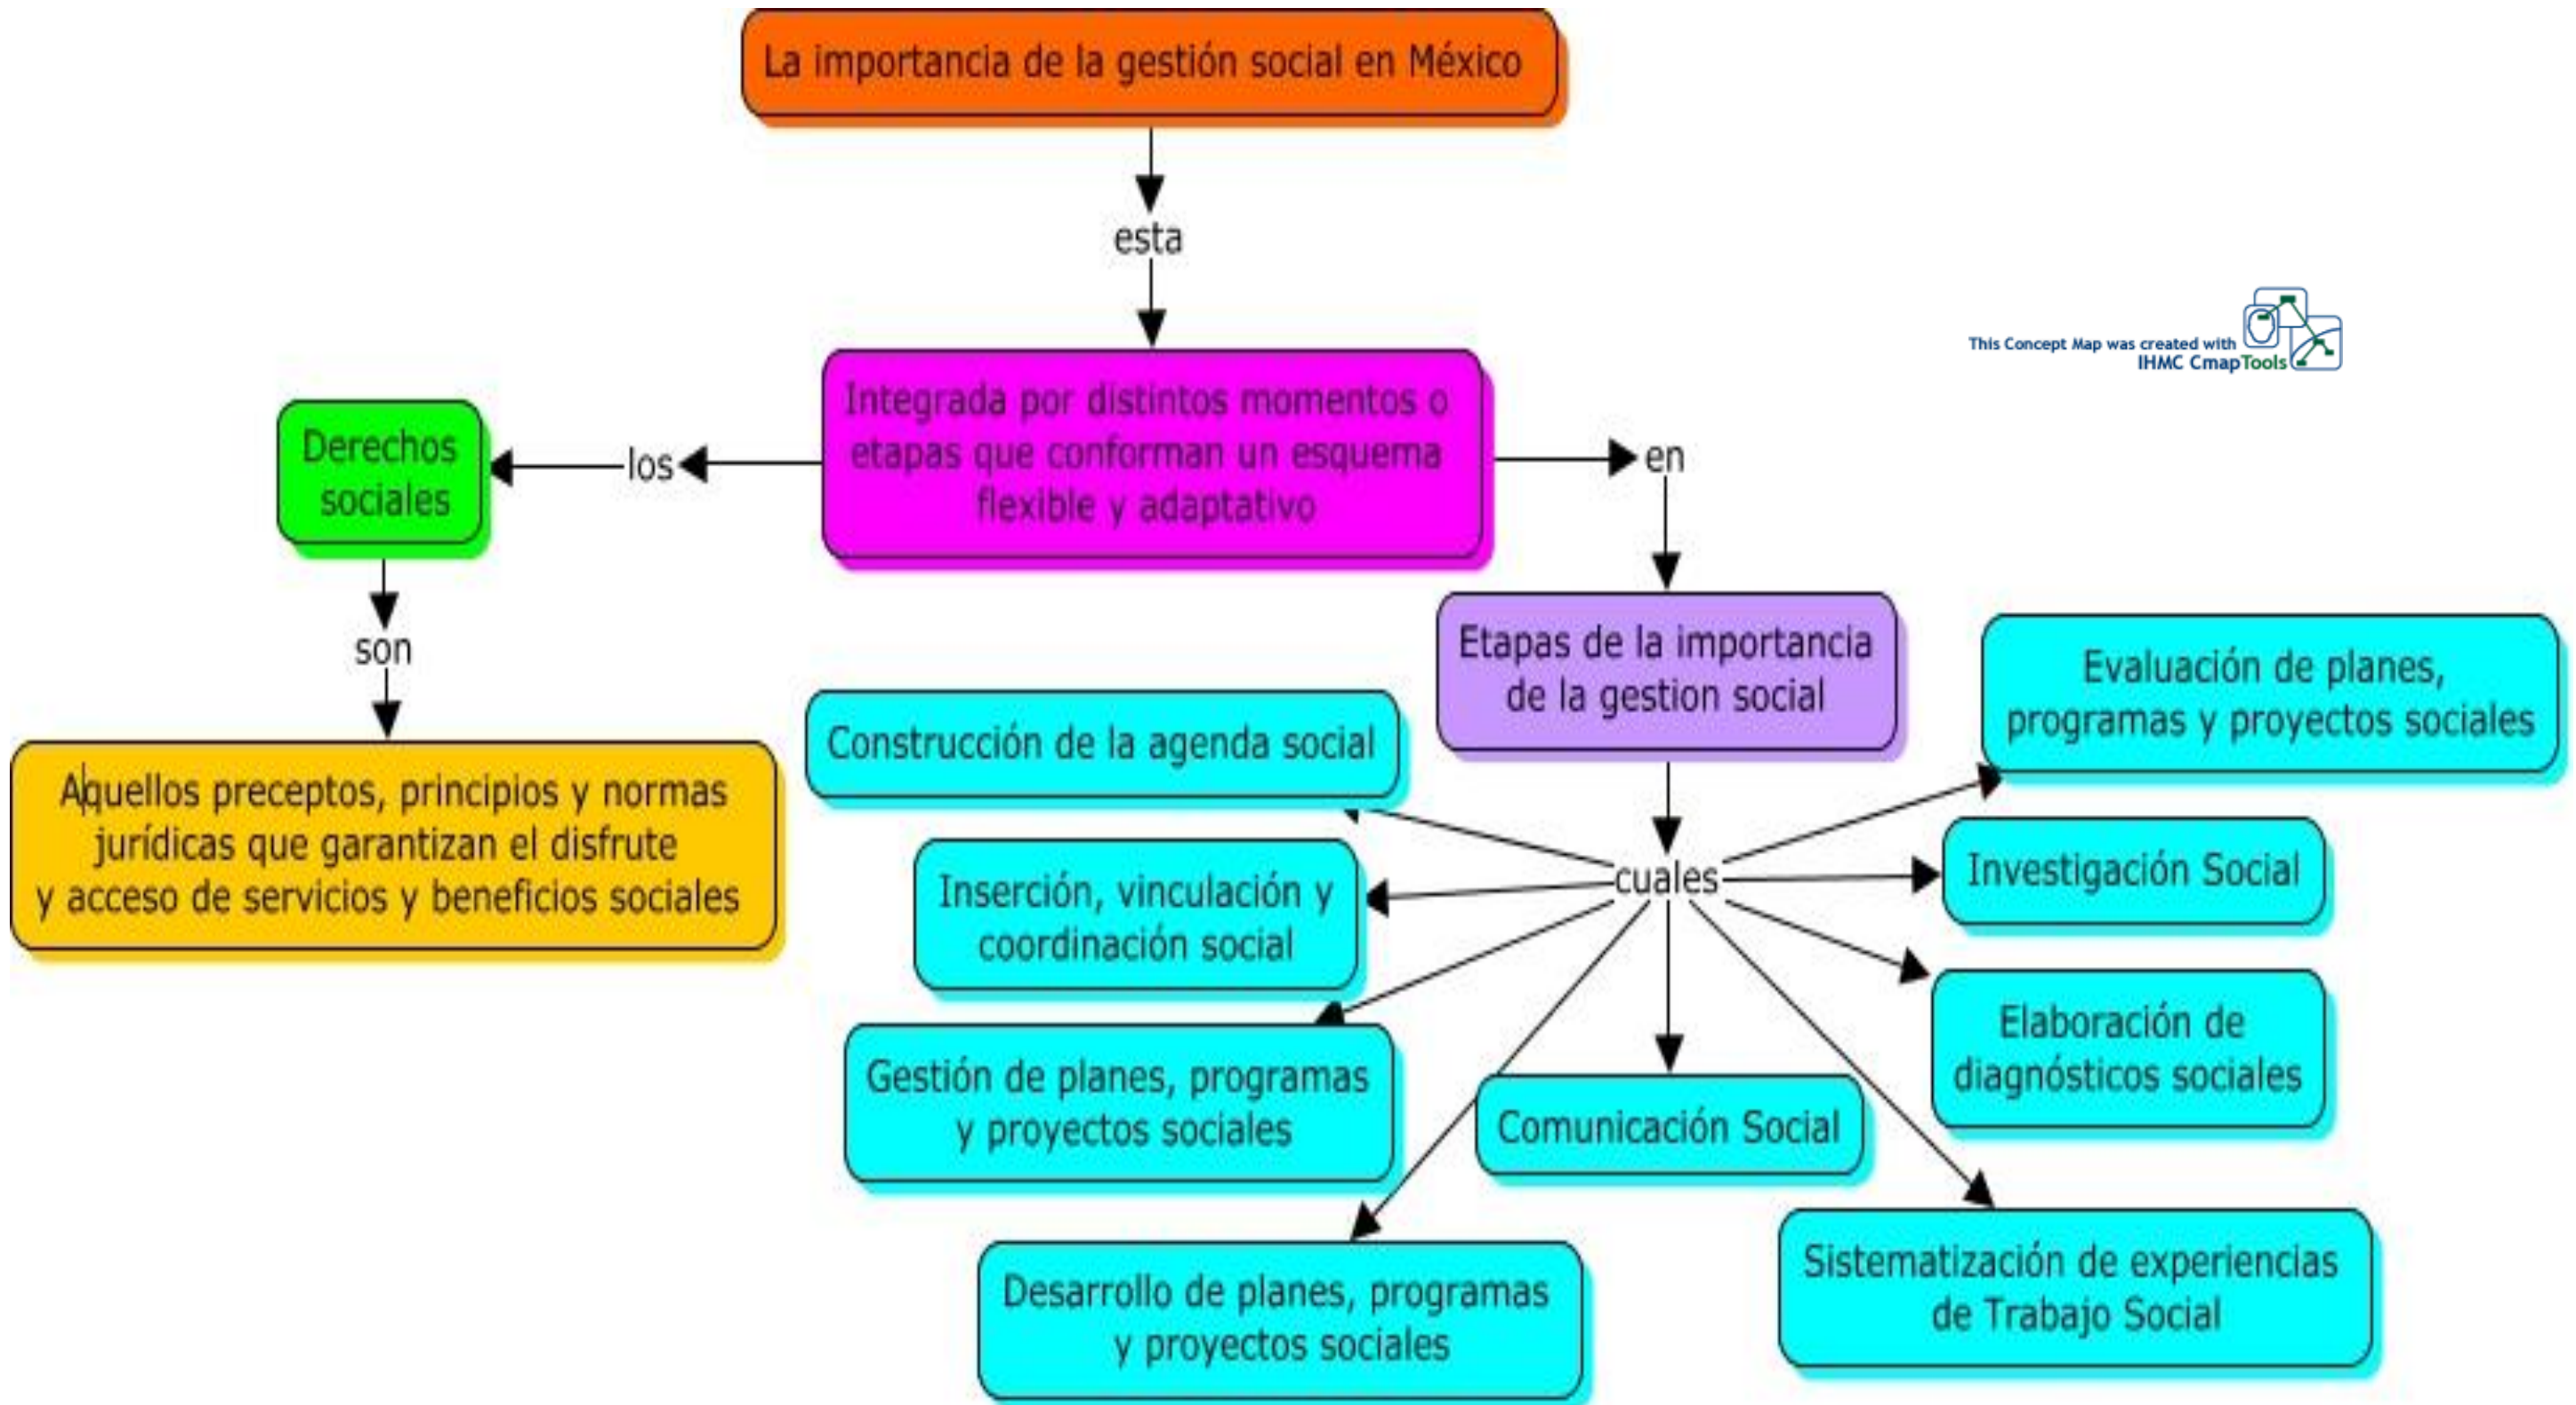 La importancia de la gestión social en México
esta
This Concept Map was created with
IHMC CmapTools
Integrada por distintos momentos o
etapas que conforman un esquema
flexible y adaptativo
los
Derechos
sociales
en
son
Aquellos preceptos, principios y normas
jurídicas que garantizan el disfrute
y acceso de servicios y beneficios sociales
Etapas de la importancia
de la gestion social
cuales
Construcción de la agenda social
Evaluación de planes,
programas y proyectos sociales
Inserción, vinculación y
coordinación social
Investigación Social
Gestión de planes, programas
y proyectos sociales
Comunicación Social
Elaboración de
diagnósticos sociales
Desarrollo de planes, programas
y proyectos sociales
Sistematización de experiencias
de Trabajo Social